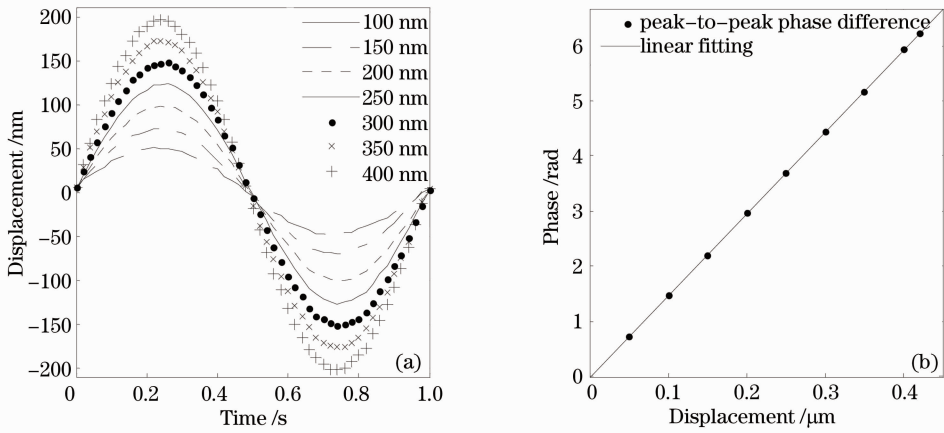 200
150
100
50
0
−50
−100
−150
−200
Displacement /nm
100 nm
150 nm
200 nm
250 nm
300 nm
350 nm
400 nm
(a)
0 0.2 0.4 0.6 0.8 1.0
Time /s
6
5
4
3
2
1
0
Phase /rad
peak−to−peak phase difference
linear fitting
(b)
0 0.1 0.2 0.3 0.4
Displacement /μm